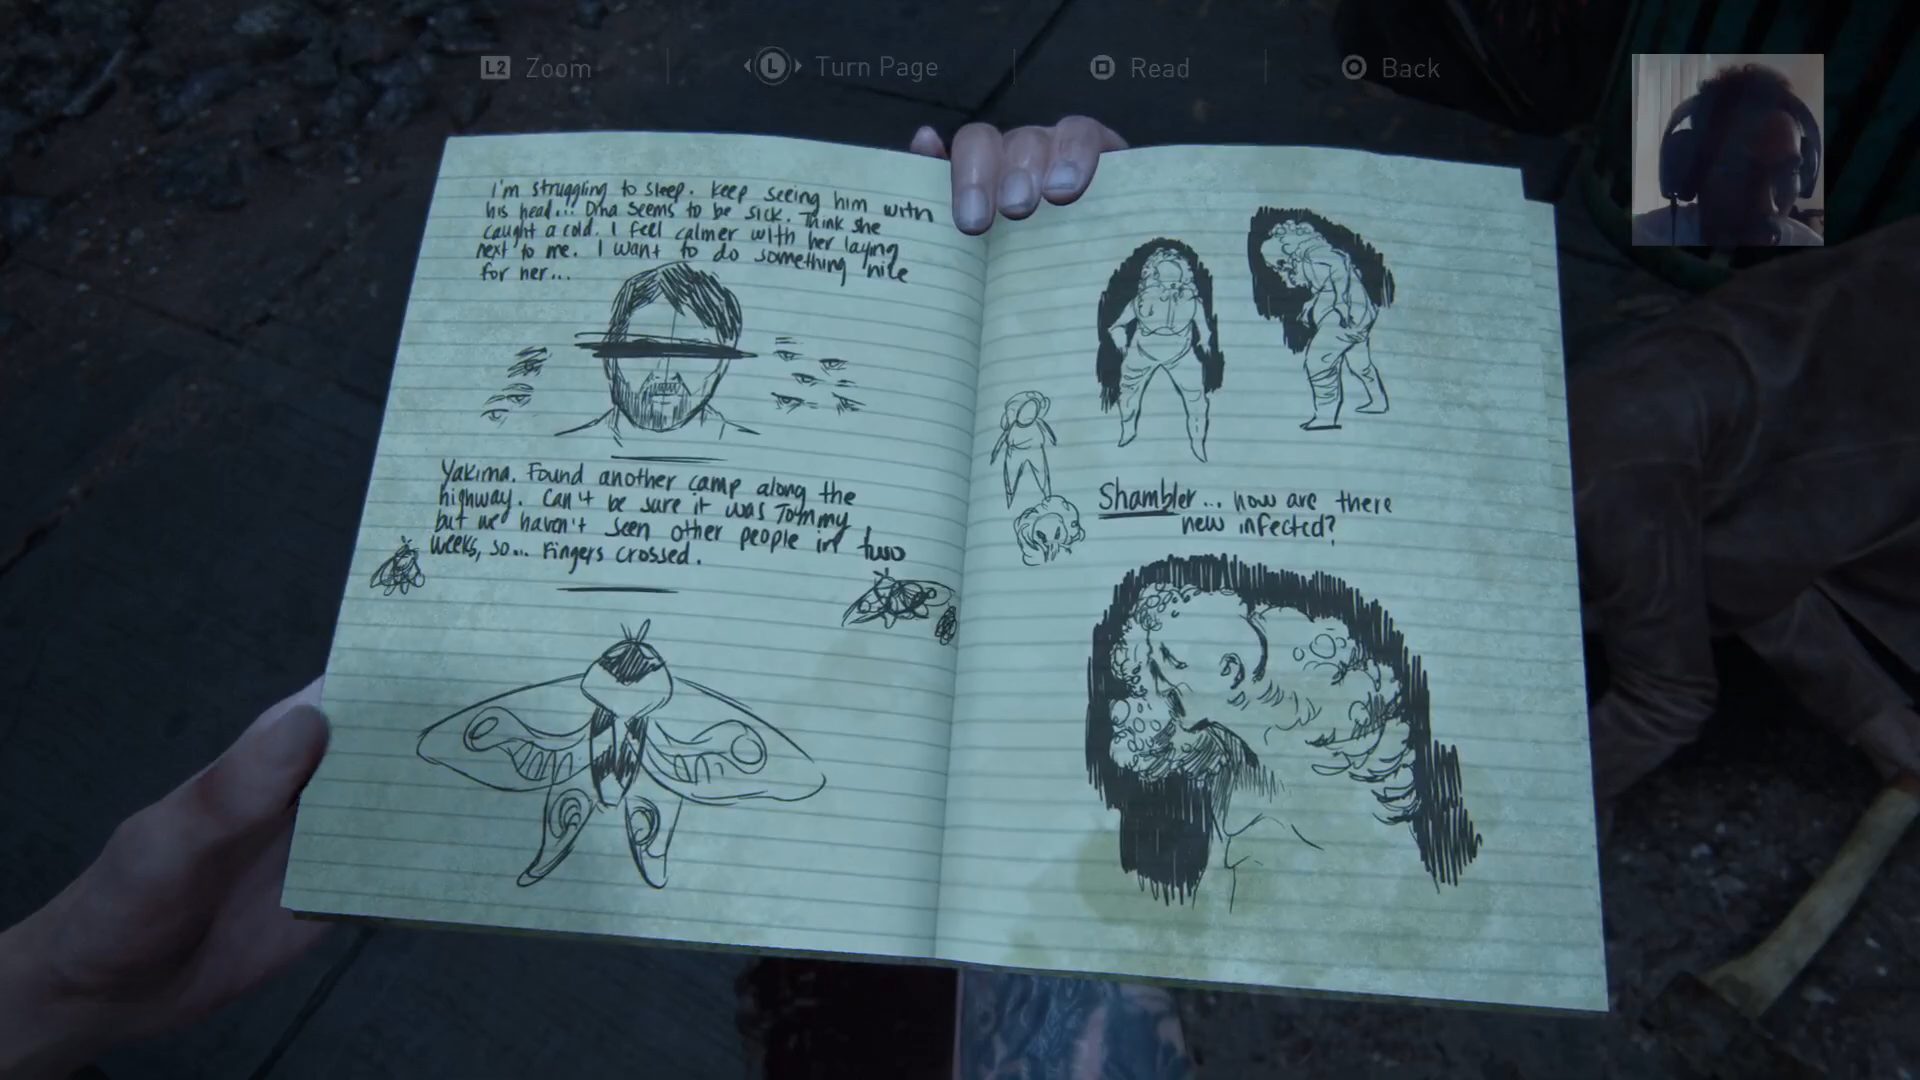 L2 Zoom
L Turn Page
Read
Back
I'm struggling to sleep. Keep seeing him with
his head... Dina seems to be sick. Think she
caught a cold. I feel calmer with her laying
next to me. I want to do something nice
for her...
Yakima. Found another camp along the
highway. Can't be sure it was Tommy
but we haven't seen other people in two
weeks, so... Fingers crossed.
Shambler... how are there
new infected?